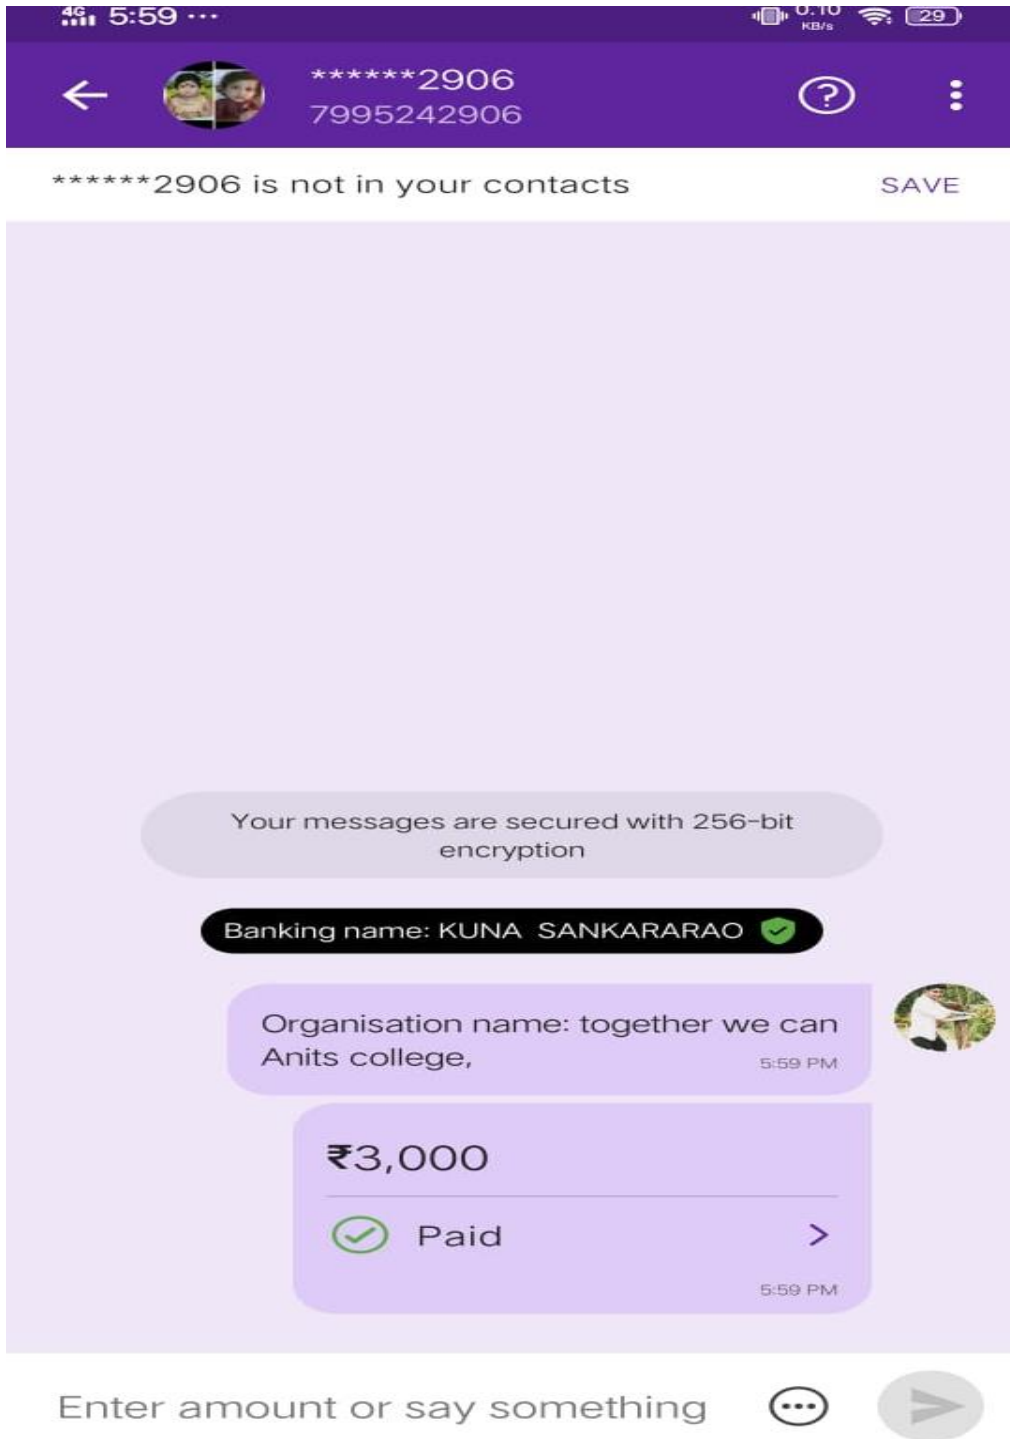 4G 5:59 ...
0.10
KB/s
29
******2906
7995242906
******2906 is not in your contacts SAVE
Your messages are secured with 256-bit
encryption
Banking name: KUNA SANKARARAO
Organisation name: together we can
Anits college,
5:59 PM
₹3,000
Paid
5:59 PM
Enter amount or say something